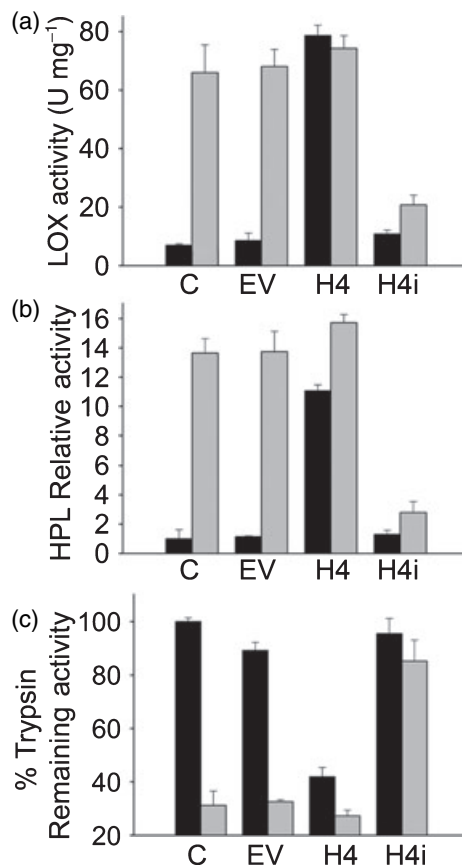 (a)
LOX activity (U mg⁻¹)
80
60
40
20
0
C EV H4 H4i
(b)
HPL Relative activity
16
14
12
10
8
6
4
2
0
C EV H4 H4i
(c)
% Trypsin
Remaining activity
100
80
60
40
20
C EV H4 H4i